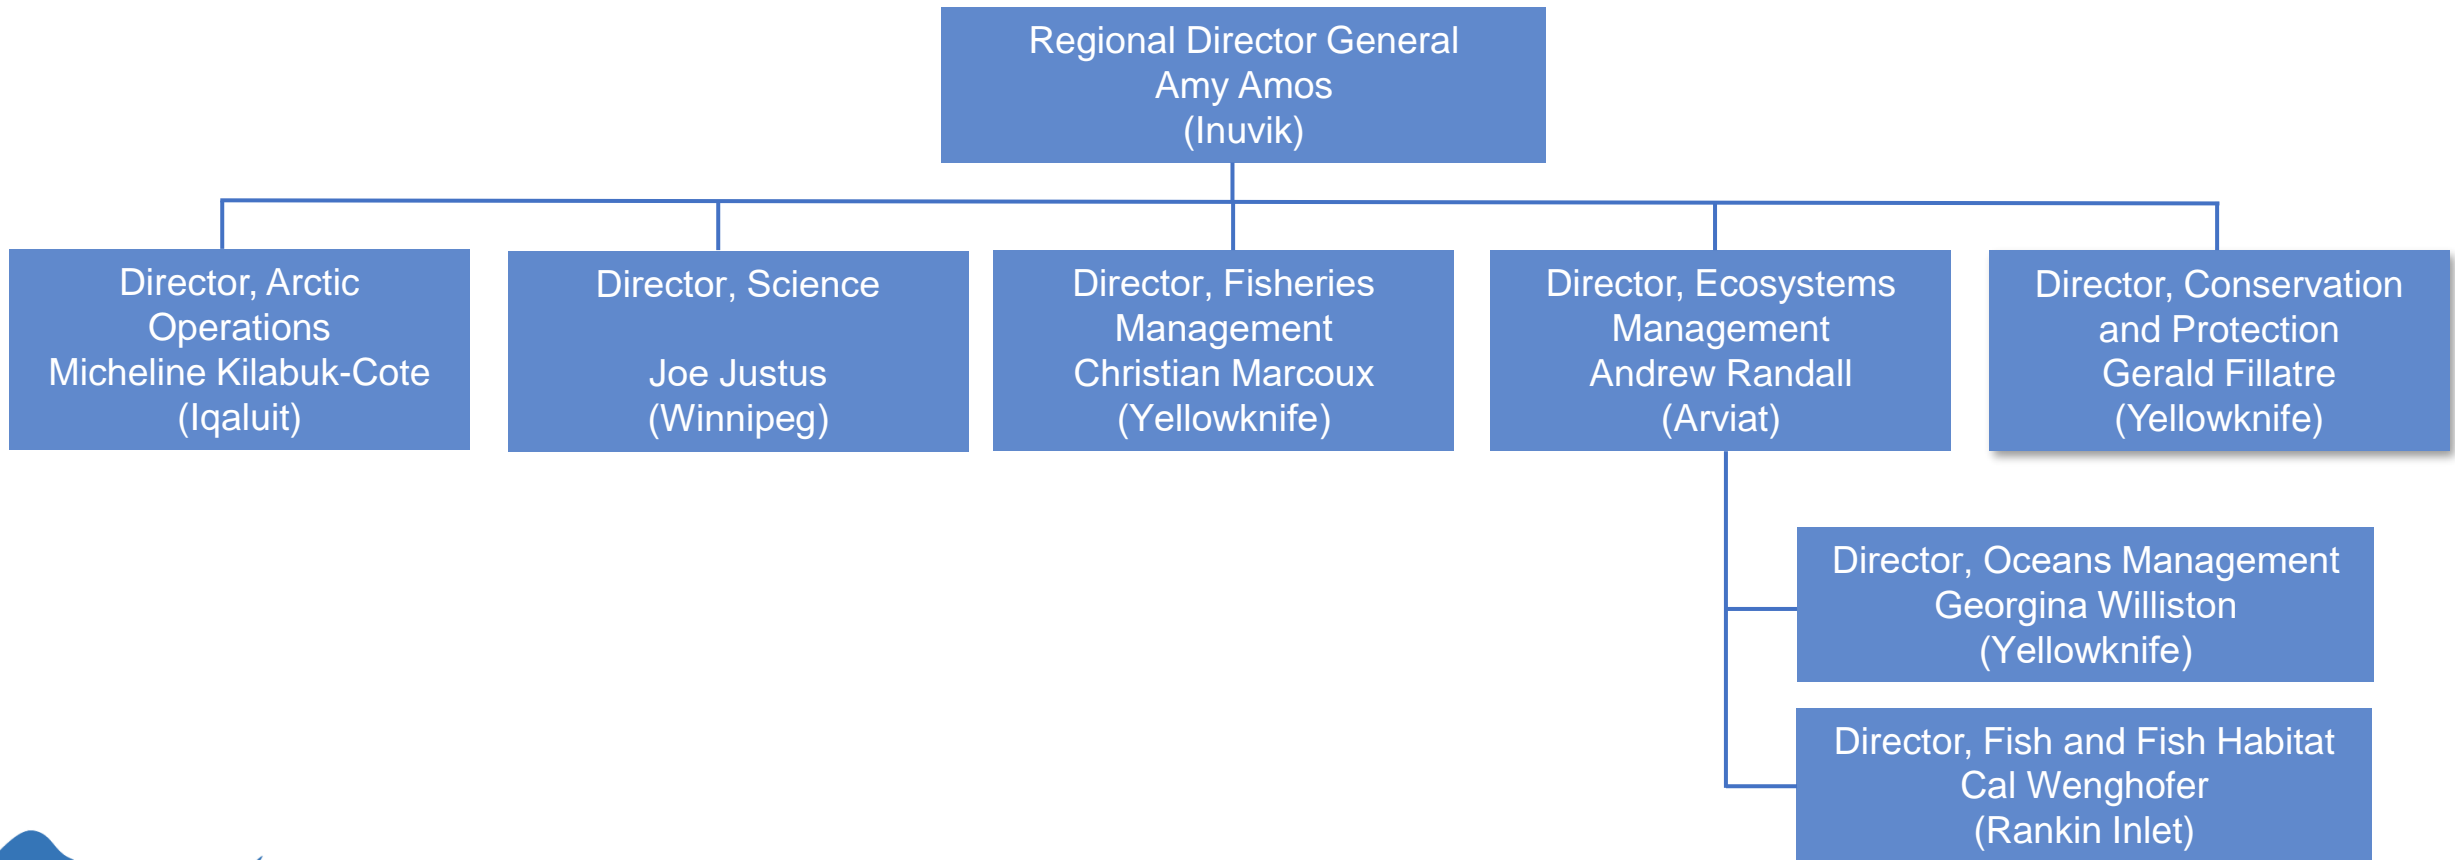 Regional Director General
Amy Amos
(Inuvik)
Director, Arctic
Operations
Micheline Kilabuk-Cote
(Iqaluit)
Director, Science
Joe Justus
(Winnipeg)
Director, Fisheries
Management
Christian Marcoux
(Yellowknife)
Director, Ecosystems
Management
Andrew Randall
(Arviat)
Director, Conservation
and Protection
Gerald Fillatre
(Yellowknife)
Director, Oceans Management
Georgina Williston
(Yellowknife)
Director, Fish and Fish Habitat
Cal Wenghofer
(Rankin Inlet)